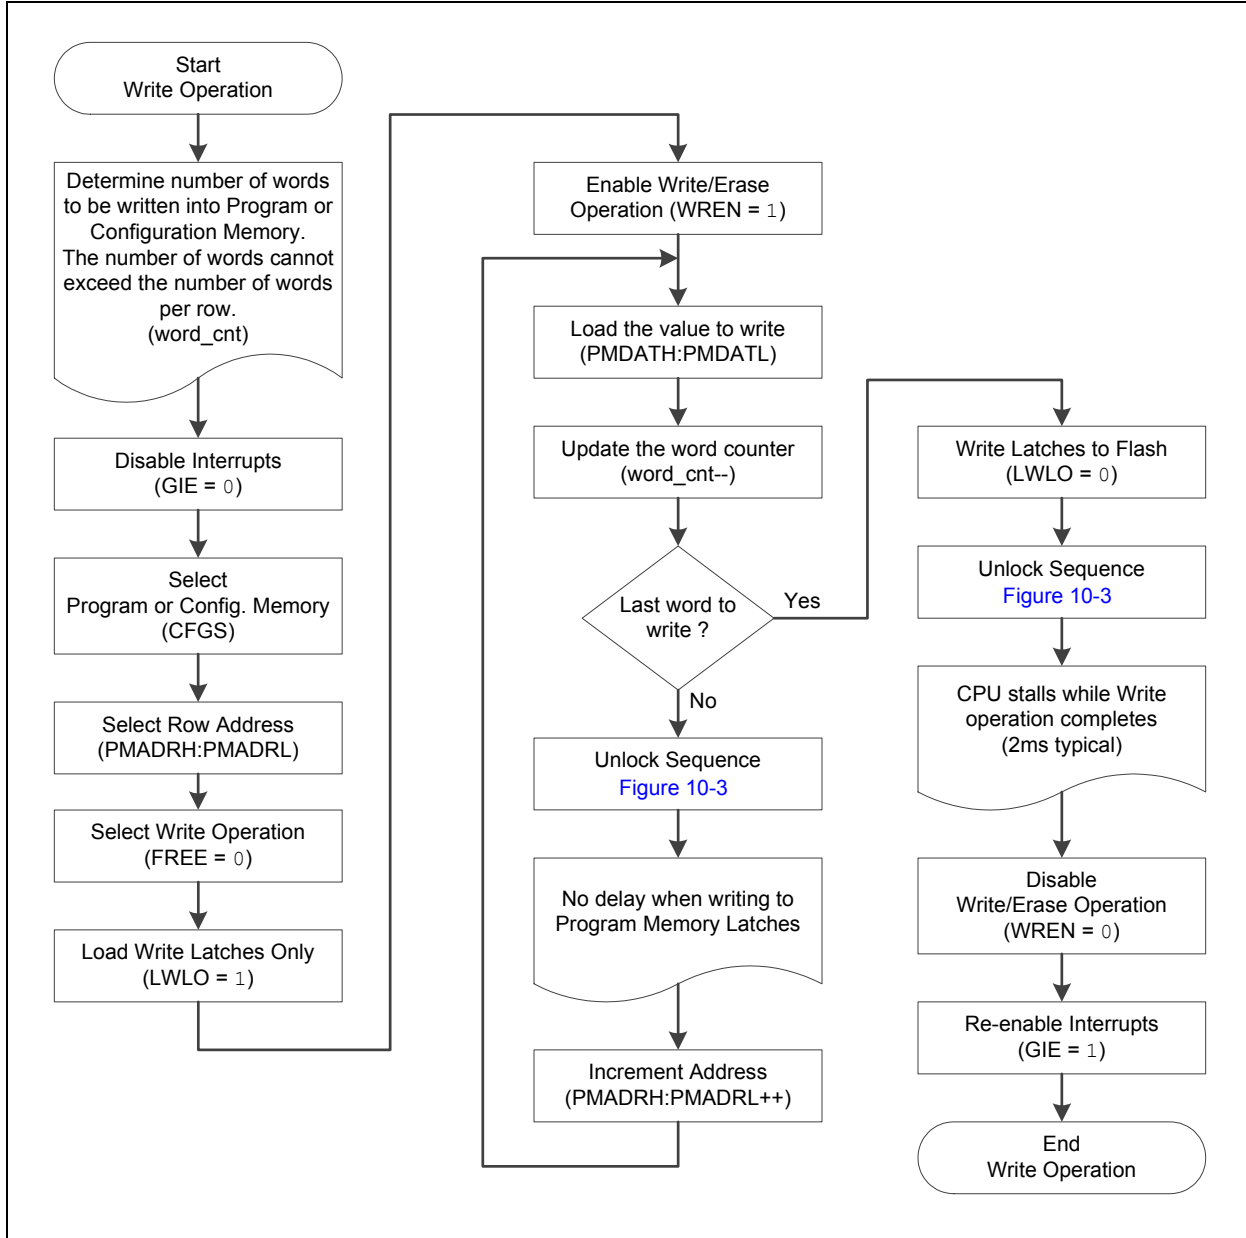 Start
Write Operation
Determine number of words
to be written into Program or
Configuration Memory.
The number of words cannot
exceed the number of words
per row.
(word_cnt)
Disable Interrupts
(GIE = 0)
Select
Program or Config. Memory
(CFGS)
Select Row Address
(PMADRH:PMADRL)
Select Write Operation
(FREE = 0)
Load Write Latches Only
(LWLO = 1)
Enable Write/Erase
Operation (WREN = 1)
Load the value to write
(PMDATH:PMDATL)
Update the word counter
(word_cnt--)
Last word to
write ?
Yes
No
Unlock Sequence
Figure 10-3
No delay when writing to
Program Memory Latches
Increment Address
(PMADRH:PMADRL++)
Write Latches to Flash
(LWLO = 0)
Unlock Sequence
Figure 10-3
CPU stalls while Write
operation completes
(2ms typical)
Disable
Write/Erase Operation
(WREN = 0)
Re-enable Interrupts
(GIE = 1)
End
Write Operation